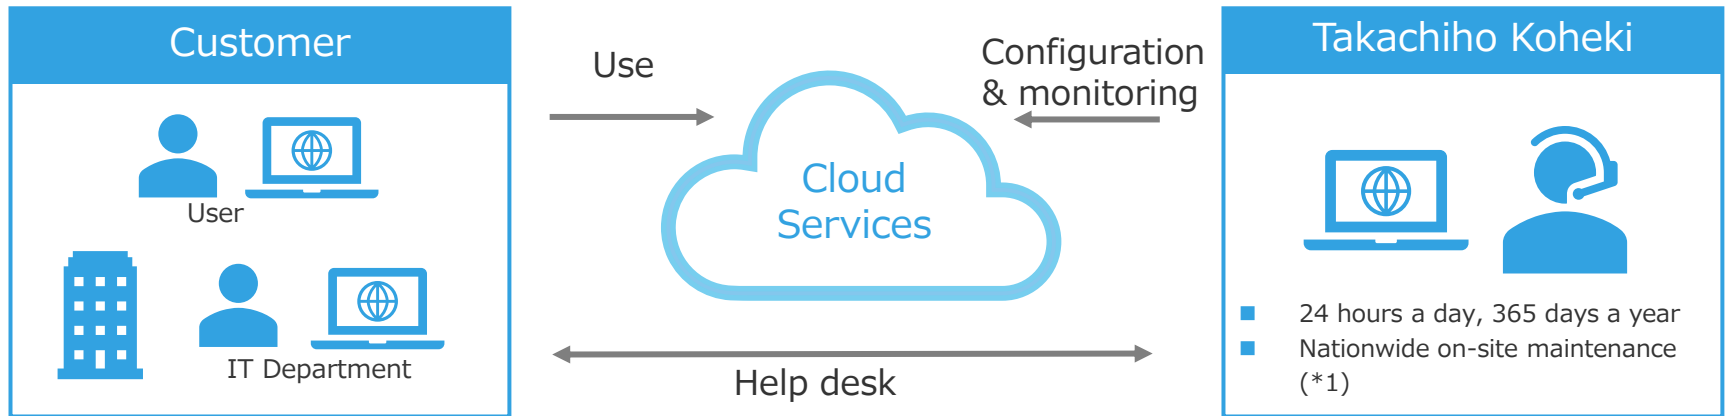 Customer
User
IT Department
Use
Configuration
& monitoring
Cloud
Services
Help desk
Takachiho Koheki
24 hours a day, 365 days a year
Nationwide on-site maintenance
(*1)